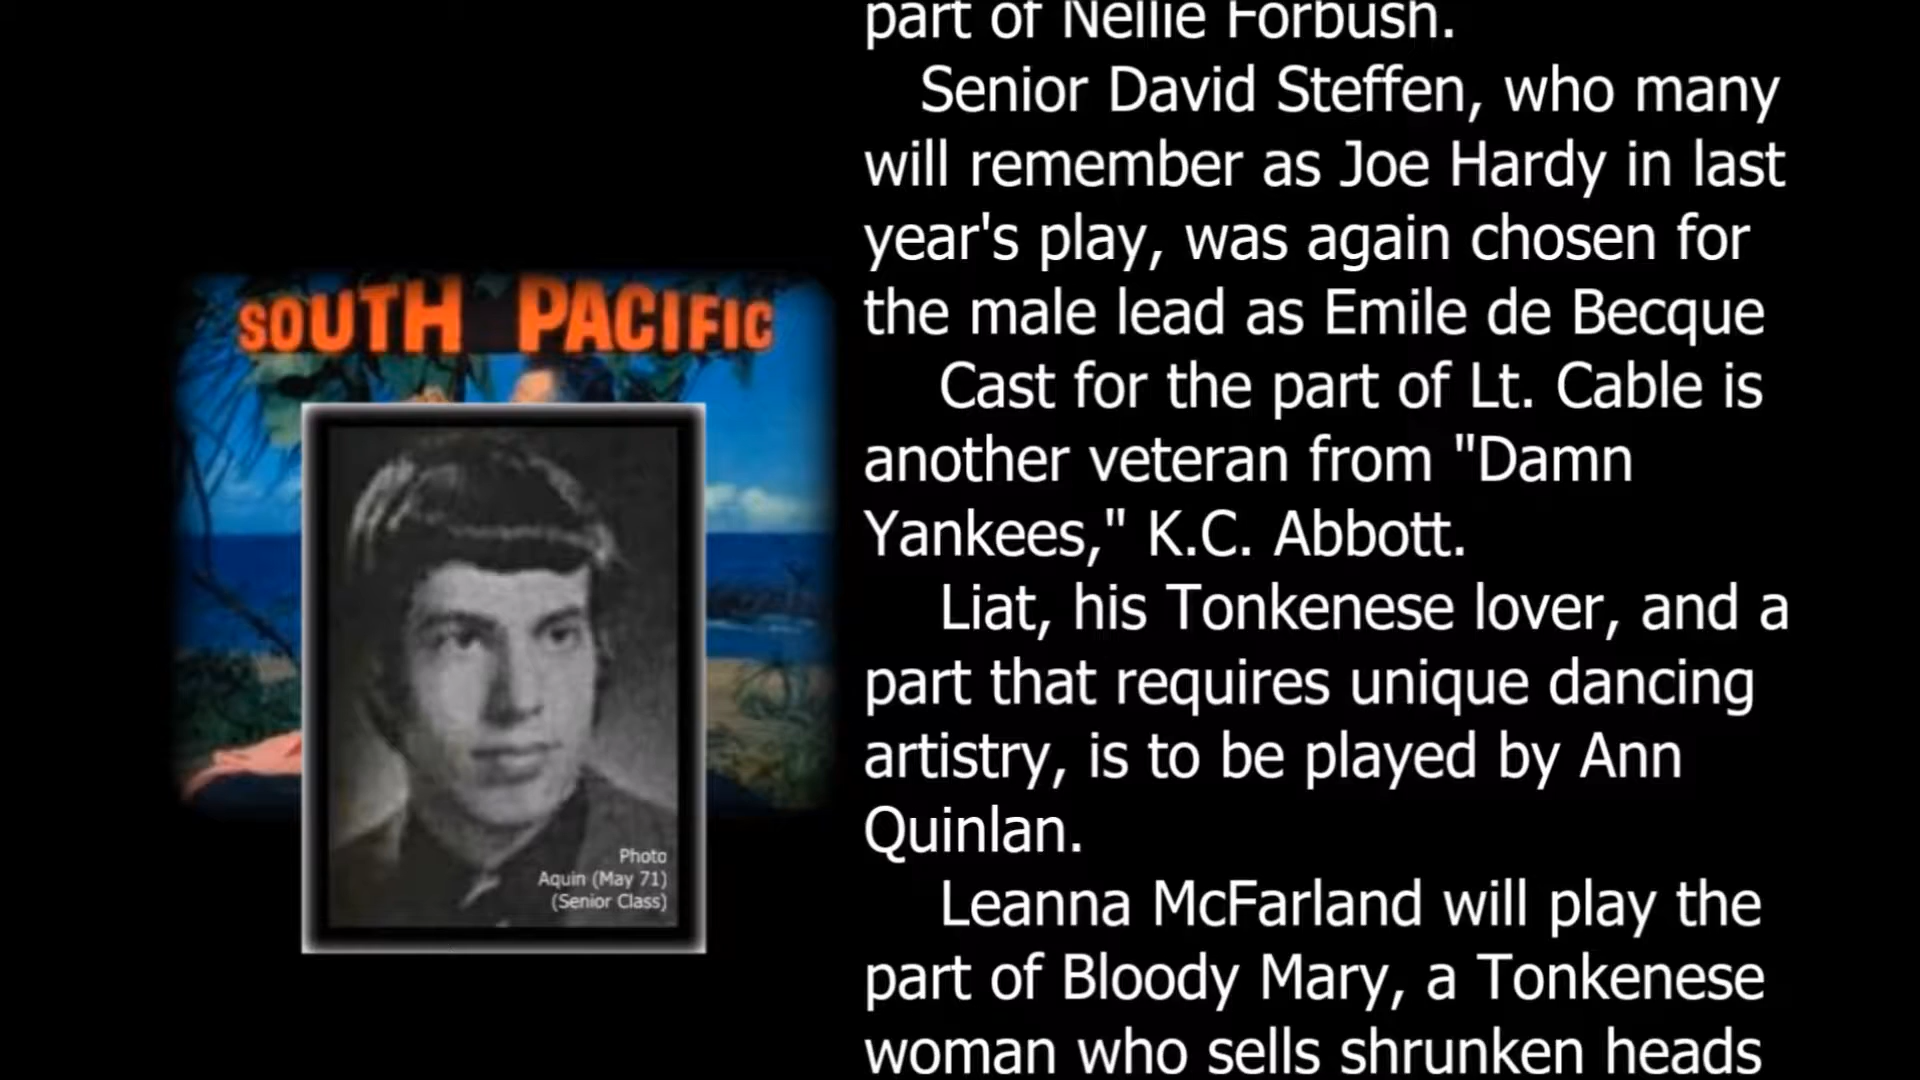 part of Nellie Forbush.
Senior David Steffen, who many
will remember as Joe Hardy in last
year's play, was again chosen for
the male lead as Emile de Becque
Cast for the part of Lt. Cable is
another veteran from "Damn
Yankees," K.C. Abbott.
Liat, his Tonkenese lover, and a
part that requires unique dancing
artistry, is to be played by Ann
Quinlan.
Leanna McFarland will play the
part of Bloody Mary, a Tonkenese
woman who sells shrunken heads
SOUTH PACIFIC
Photo
Aquin (May 71)
(Senior Class)